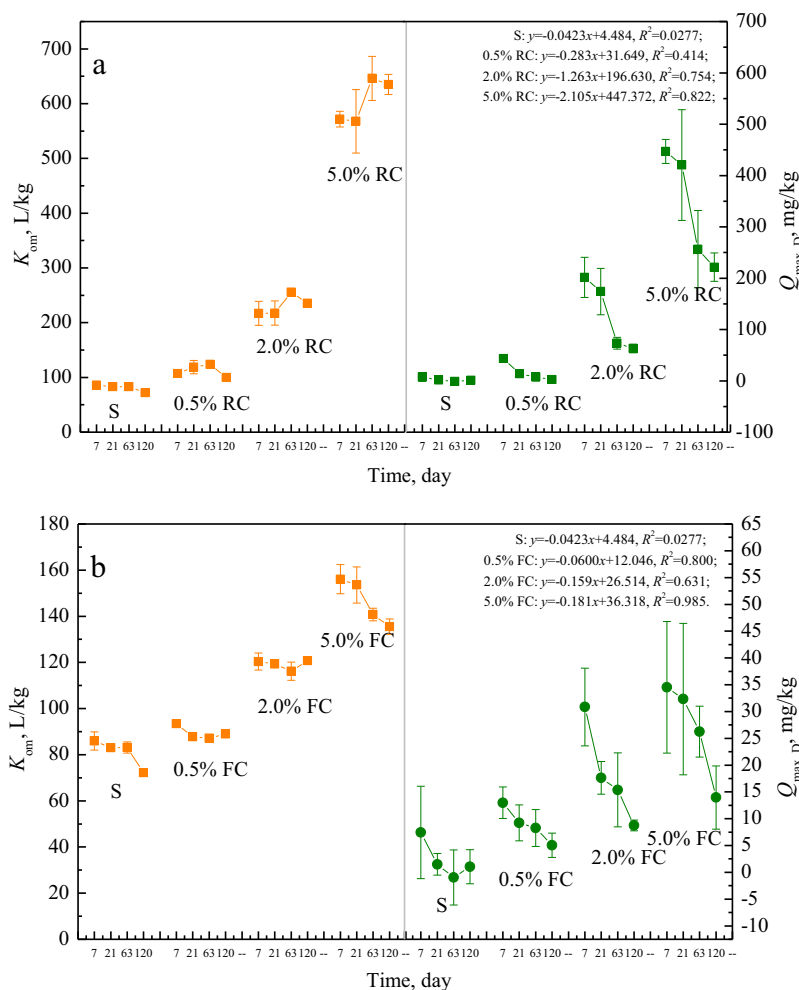 a
S: y=-0.0423x+4.484, R²=0.0277;
0.5% RC: y=-0.283x+31.649, R²=0.414;
2.0% RC: y=-1.263x+196.630, R²=0.754;
5.0% RC: y=-2.105x+447.372, R²=0.822;
700
650
600
550
500
450
400
350
300
250
200
150
100
50
0
K_om, L/kg
S
0.5% RC
2.0% RC
5.0% RC
S
0.5% RC
2.0% RC
5.0% RC
700
600
500
400
300
200
100
0
-100
Q_max_D, mg/kg
7 21 63 120 -- 7 21 63 120 -- 7 21 63 120 -- 7 21 63 120 -- 7 21 63 120 -- 7 21 63 120 -- 7 21 63 120 -- 7 21 63 120 --
Time, day
b
S: y=-0.0423x+4.484, R²=0.0277;
0.5% FC: y=-0.0600x+12.046, R²=0.800;
2.0% FC: y=-0.159x+26.514, R²=0.631;
5.0% FC: y=-0.181x+36.318, R²=0.985.
180
160
140
120
100
80
60
40
20
0
K_om, L/kg
S
0.5% FC
2.0% FC
5.0% FC
S
0.5% FC
2.0% FC
5.0% FC
65
60
55
50
45
40
35
30
25
20
15
10
5
0
-5
-10
Q_max_D, mg/kg
7 21 63 120 -- 7 21 63 120 -- 7 21 63 120 -- 7 21 63 120 -- 7 21 63 120 -- 7 21 63 120 -- 7 21 63 120 -- 7 21 63 120 --
Time, day